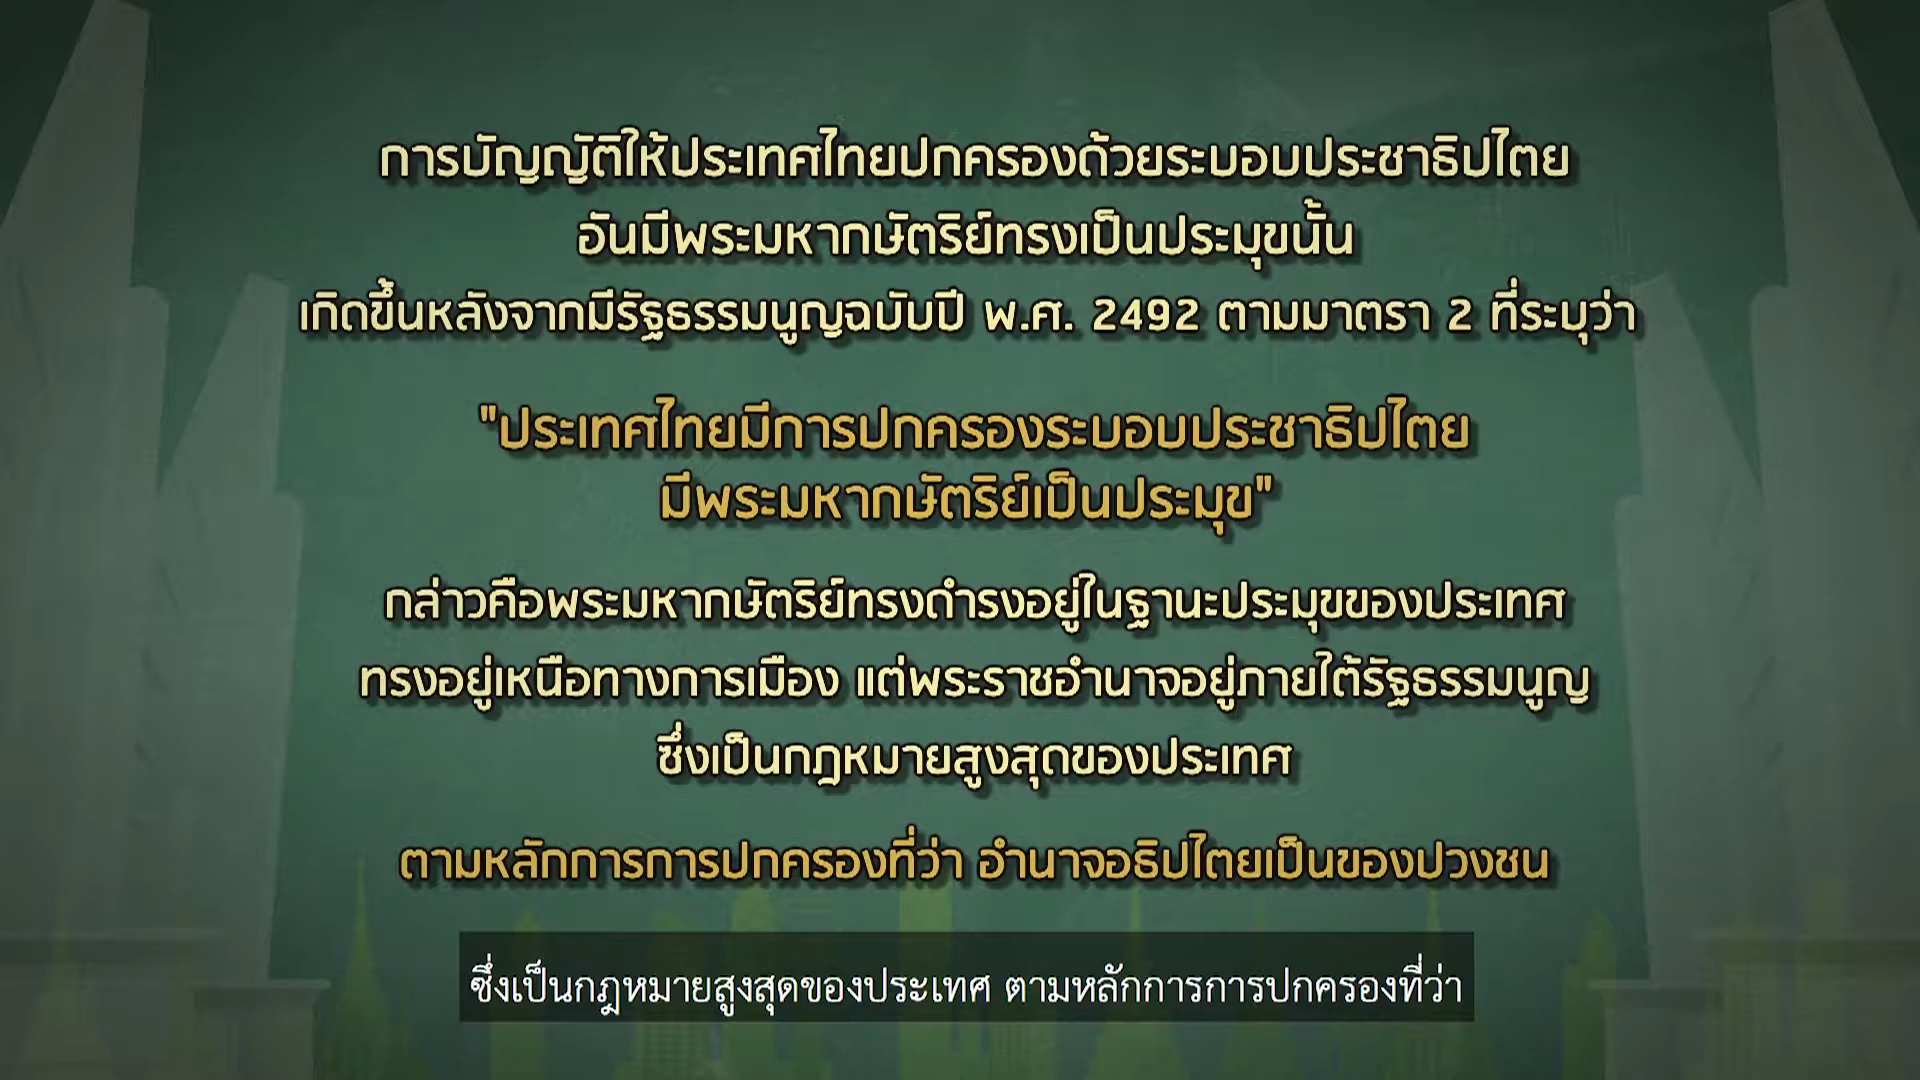 การบัญญัติให้ประเทศไทยปกครองด้วยระบอบประชาธิปไตย
อันมีพระมหากษัตริย์ทรงเป็นประมุขนั้น
เกิดขึ้นหลังจากมีรัฐธรรมนูญฉบับปี พ.ศ. 2492 ตามมาตรา 2 ที่ระบุว่า
"ประเทศไทยมีการปกครองระบอบประชาธิปไตย
มีพระมหากษัตริย์เป็นประมุข"
กล่าวคือพระมหากษัตริย์ทรงดำรงอยู่ในฐานะประมุขของประเทศ
ทรงอยู่เหนือทางการเมือง แต่พระราชอำนาจอยู่ภายใต้รัฐธรรมนูญ
ซึ่งเป็นกฎหมายสูงสุดของประเทศ
ตามหลักการการปกครองที่ว่า อำนาจอธิปไตยเป็นของปวงชน
ซึ่งเป็นกฎหมายสูงสุดของประเทศ ตามหลักการการปกครองที่ว่า